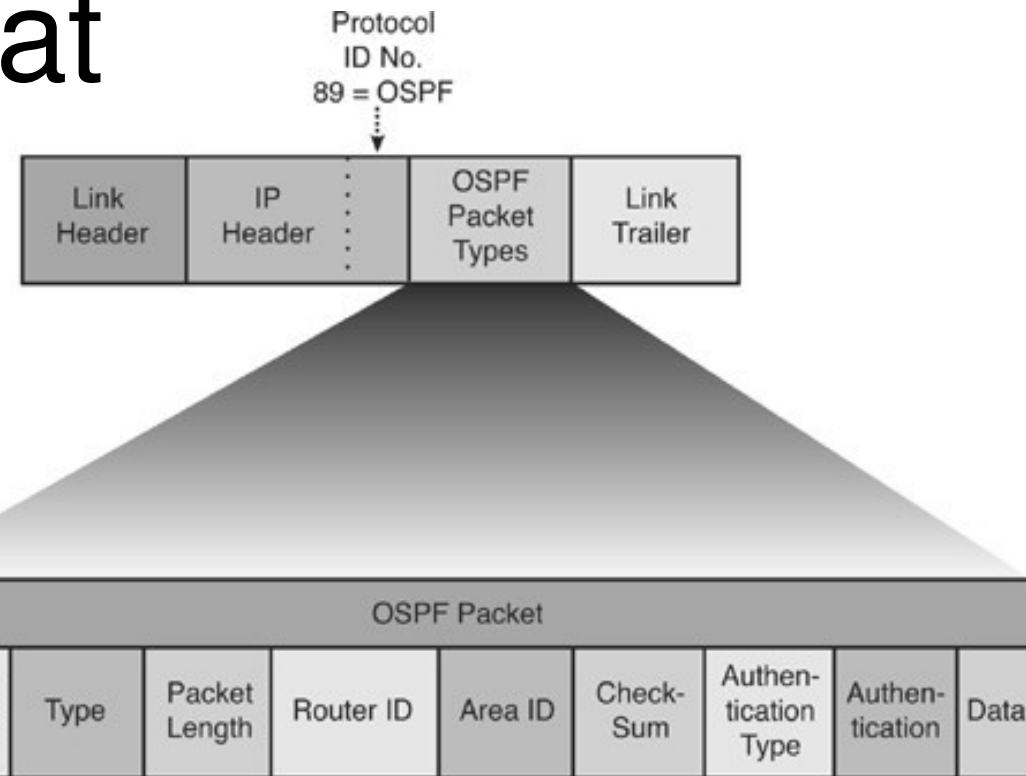 at
Protocol
ID No.
89 = OSPF
Link
Header
IP
Header
OSPF
Packet
Types
Link
Trailer
OSPF Packet
Type
Packet
Length
Router ID
Area ID
Check-
Sum
Authen-
tication
Type
Authen-
tication
Data